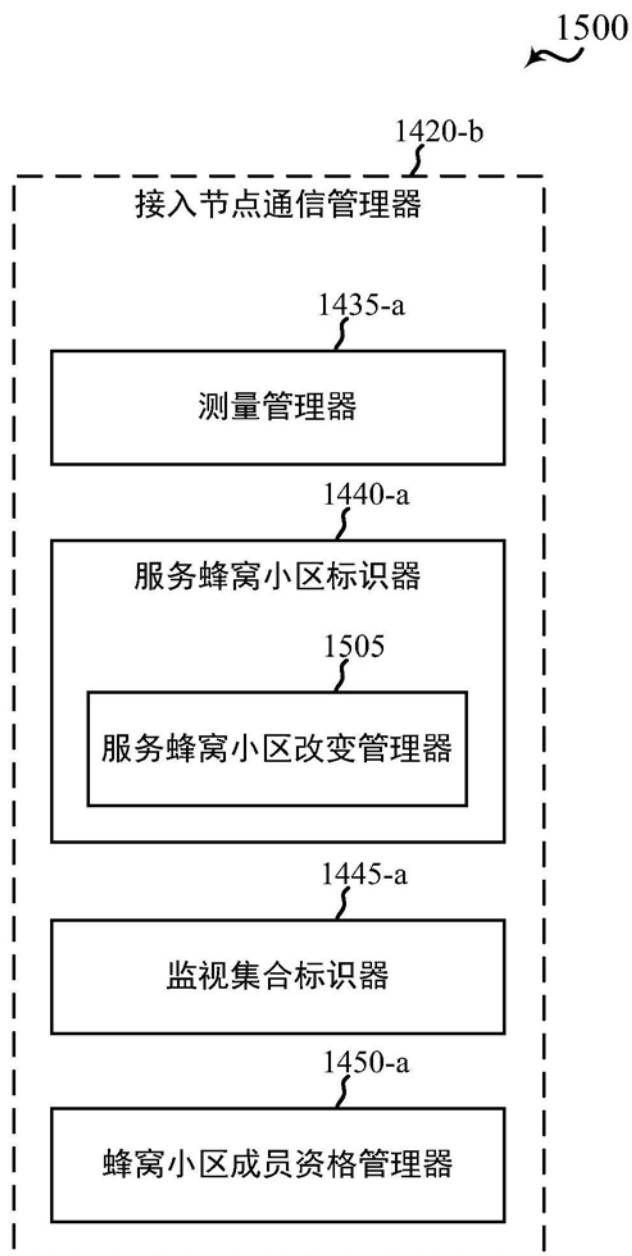 1500
1420-b
接入节点通信管理器
1435-a
测量管理器
1440-a
服务蜂窝小区标识器
1505
服务蜂窝小区改变管理器
1445-a
监视集合标识器
1450-a
蜂窝小区成员资格管理器